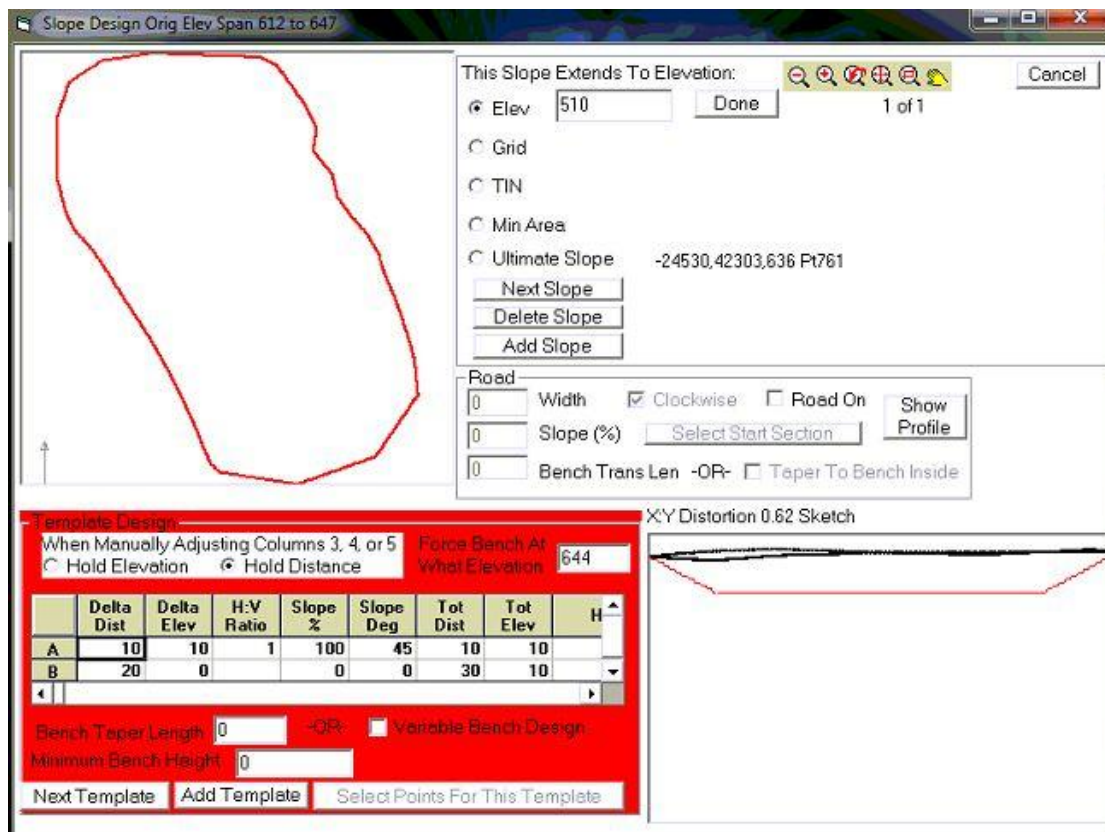 Slope Design Orig Elev Span 612 to 647
This Slope Extends To Elevation:
Cancel
Elev 510 Done 1 of 1
Grid
TIN
Min Area
Ultimate Slope -24530,42303,636 Pt761
Next Slope
Delete Slope
Add Slope
Road
0 Width Clockwise Road On Show Profile
0 Slope (%) Select Start Section
0 Bench Trans Len -OR- Taper To Bench Inside
Template Design
X:Y Distortion 0.62 Sketch
When Manually Adjusting Columns 3, 4, or 5
Hold Elevation Hold Distance
Force Bench At
What Elevation 644
Delta Dist Delta Elev H:V Ratio Slope % Slope Deg Tot Dist Tot Elev H
A 10 10 1 100 45 10 10
B 20 0 0 0 30 10
Bench Taper Length 0 -OR- Variable Bench Design
Minimum Bench Height 0
Next Template Add Template Select Points For This Template